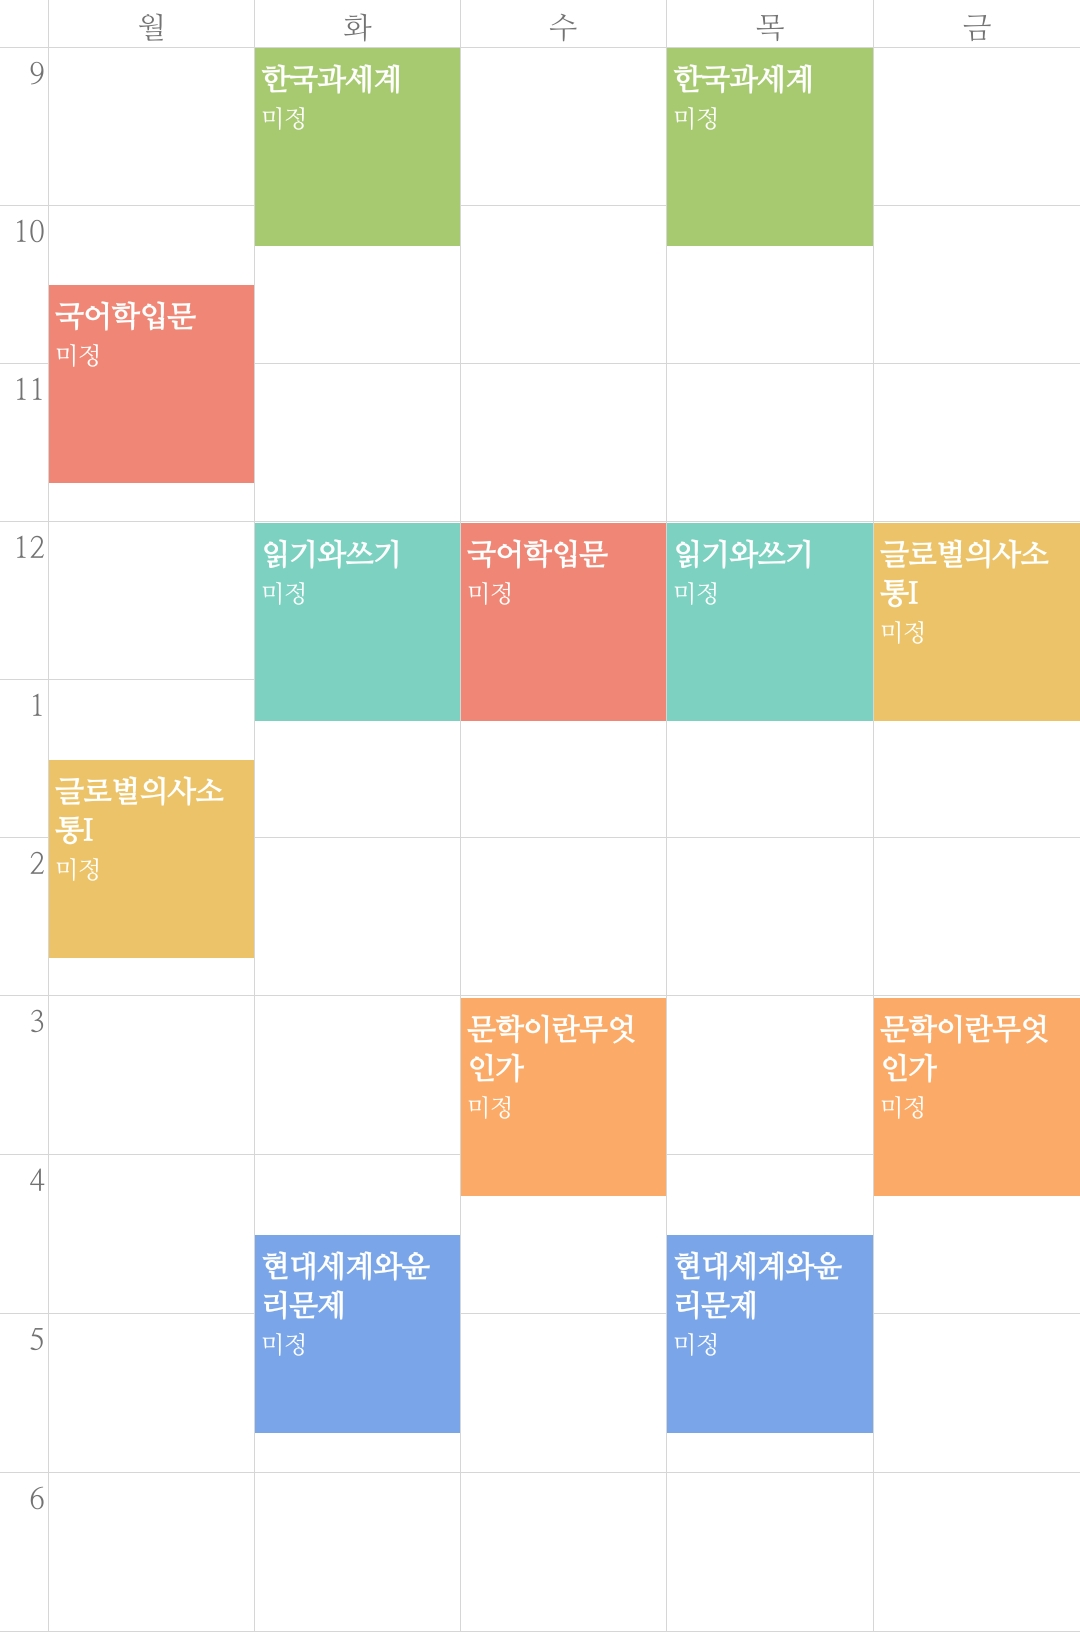 월 화 수 목 금
9
한국과세계
미정
한국과세계
미정
10
국어학입문
미정
11
12
읽기와쓰기
미정
국어학입문
미정
읽기와쓰기
미정
글로벌의사소
통I
미정
1
글로벌의사소
통I
미정
2
3
문학이란무엇
인가
미정
문학이란무엇
인가
미정
4
현대세계와윤
리문제
미정
현대세계와윤
리문제
미정
5
6